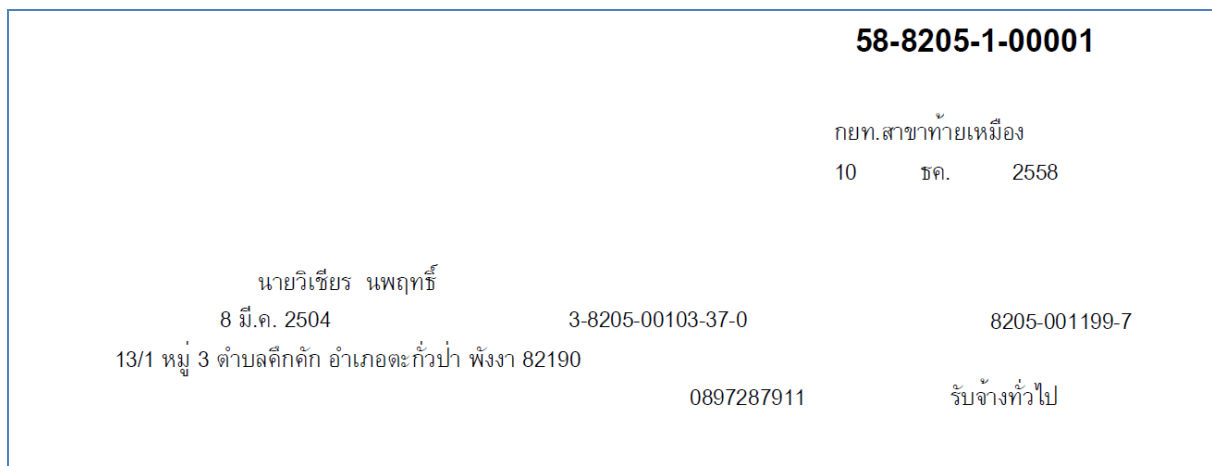 58-8205-1-00001
กยท.สาขาท้ายเหมือง
10 ธค. 2558
นายวิเชียร นพฤทธิ์
8 มี.ค. 2504 3-8205-00103-37-0 8205-001199-7
13/1 หมู่ 3 ตำบลคึกคัก อำเภอตะกั่วป่า พังงา 82190
0897287911 รับจ้างทั่วไป